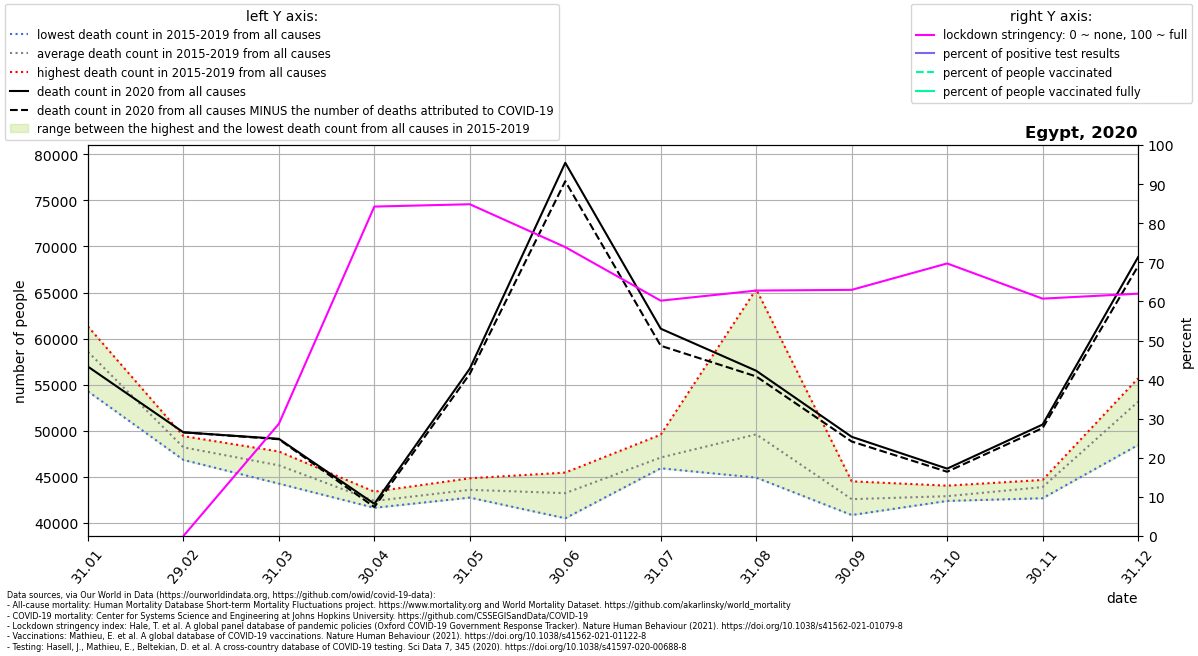 left Y axis:
lowest death count in 2015-2019 from all causes
average death count in 2015-2019 from all causes
highest death count in 2015-2019 from all causes
death count in 2020 from all causes
death count in 2020 from all causes MINUS the number of deaths attributed to COVID-19
range between the highest and the lowest death count from all causes in 2015-2019
right Y axis:
lockdown stringency: 0 ~ none, 100 ~ full
percent of positive test results
percent of people vaccinated
percent of people vaccinated fully
Egypt, 2020
number of people
80000
75000
70000
65000
60000
55000
50000
45000
40000
100
90
80
70
60
50
40
30
20
10
0
percent
31.01
29.02
31.03
30.04
31.05
30.06
31.07
31.08
30.09
31.10
30.11
31.12
date
Data sources, via Our World in Data (https://ourworldindata.org, https://github.com/owid/covid-19-data):
- All-cause mortality: Human Mortality Database Short-term Mortality Fluctuations project. https://www.mortality.org and World Mortality Dataset. https://github.com/akarlinsky/world_mortality
- COVID-19 mortality: Center for Systems Science and Engineering at Johns Hopkins University. https://github.com/CSSEGISandData/COVID-19
- Lockdown stringency index: Hale, T. et al. A global panel database of pandemic policies (Oxford COVID-19 Government Response Tracker). Nature Human Behaviour (2021). https://doi.org/10.1038/s41562-021-01079-8
- Vaccinations: Mathieu, E. et al. A global database of COVID-19 vaccinations. Nature Human Behaviour (2021). https://doi.org/10.1038/s41562-021-01122-8
- Testing: Hasell, J., Mathieu, E., Beltekian, D. et al. A cross-country database of COVID-19 testing. Sci Data 7, 345 (2020). https://doi.org/10.1038/s41597-020-00688-8